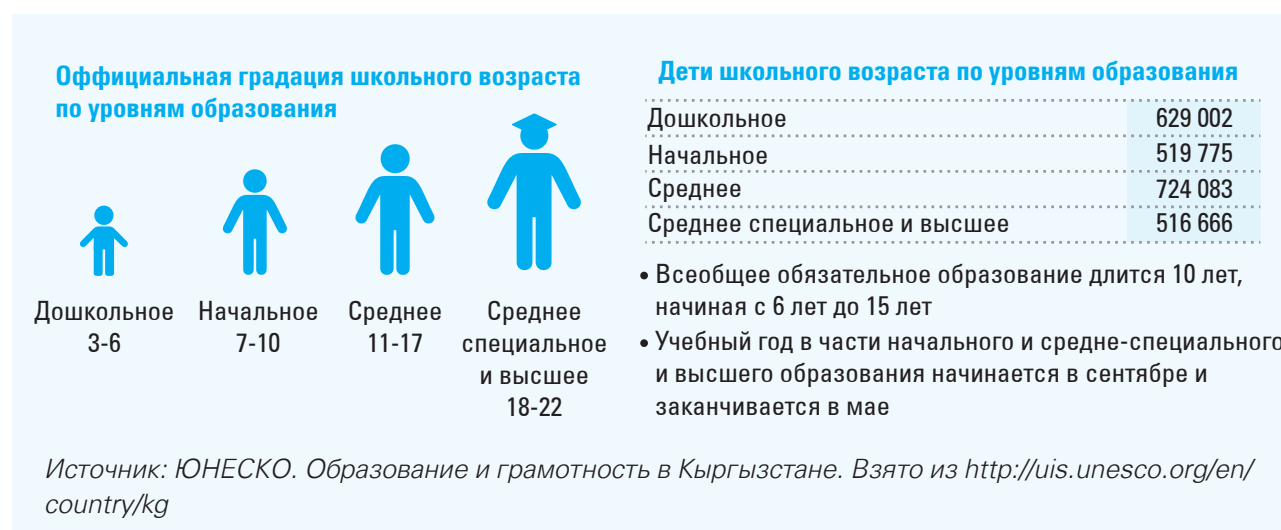 Оффициальная градация школьного возраста
по уровням образования
Дошкольное
3-6
Начальное
7-10
Среднее
11-17
Среднее
специальное
и высшее
18-22
Дети школьного возраста по уровням образования
Дошкольное 629 002
Начальное 519 775
Среднее 724 083
Среднее специальное и высшее 516 666
• Всеобщее обязательное образование длится 10 лет,
начиная с 6 лет до 15 лет
• Учебный год в части начального и средне-специального
и высшего образования начинается в сентябре и
заканчивается в мае
Источник: ЮНЕСКО. Образование и грамотность в Кыргызстане. Взято из http://uis.unesco.org/en/
country/kg